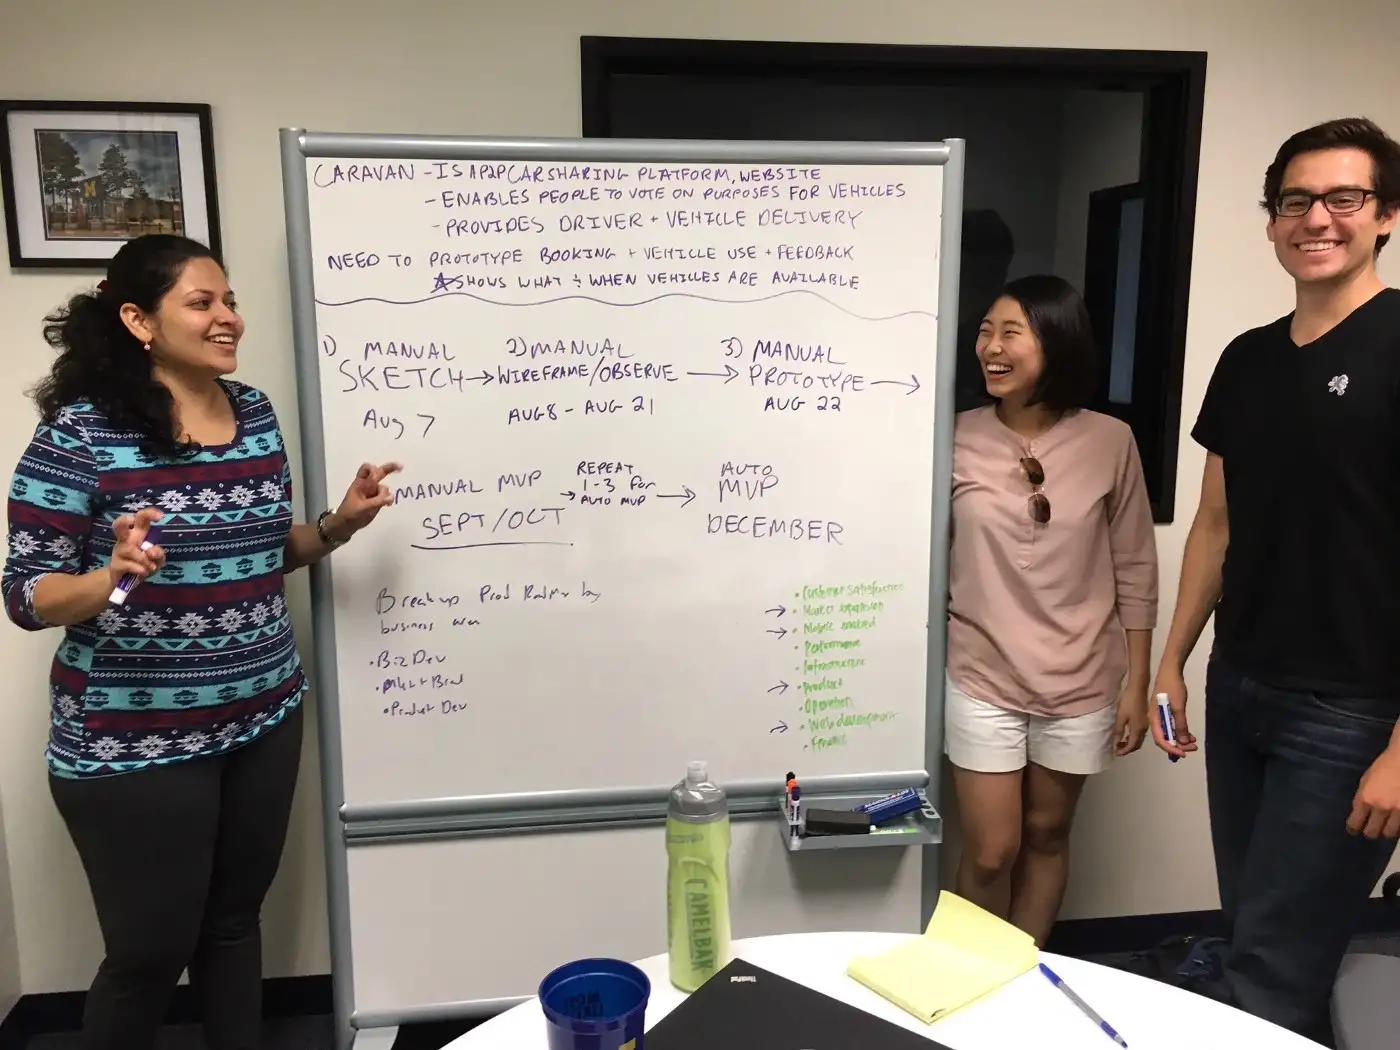 CARAVAN - IS A P2P CAR SHARING PLATFORM, WEBSITE
- ENABLES PEOPLE TO VOTE ON PURPOSES FOR VEHICLES
- PROVIDES DRIVER + VEHICLE DELIVERY
NEED TO PROTOTYPE BOOKING + VEHICLE USE + FEEDBACK
SHOWS WHAT & WHEN VEHICLES ARE AVAILABLE
1) MANUAL SKETCH → 2) MANUAL WIREFRAME/OBSERVE → 3) MANUAL PROTOTYPE →
Aug 7
AUG 8 - AUG 21
AUG 22
MANUAL MVP
SEPT/OCT
→ REPEAT
1-3 for
AUTO MVP →
AUTO
MVP
DECEMBER
Break up Prod by
business area
• Biz Dev
• Product Dev
• Customer satisfaction
→ • Market expansion
→ • Mobile enabled
• Performance
• Infrastructure
→ • Product
• Operations
→ • Web development
• Finance
M
CAMELBAK
ThinkPad